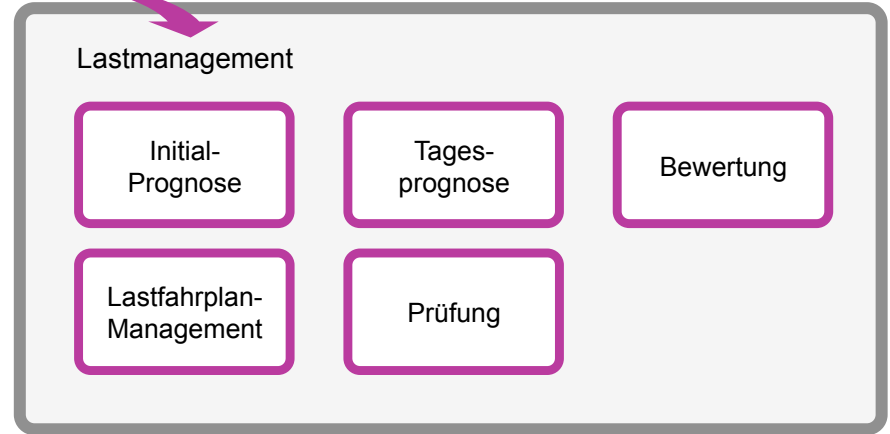 Lastmanagement
Initial-
Prognose
Tages-
prognose
Bewertung
Lastfahrplan-
Management
Prüfung